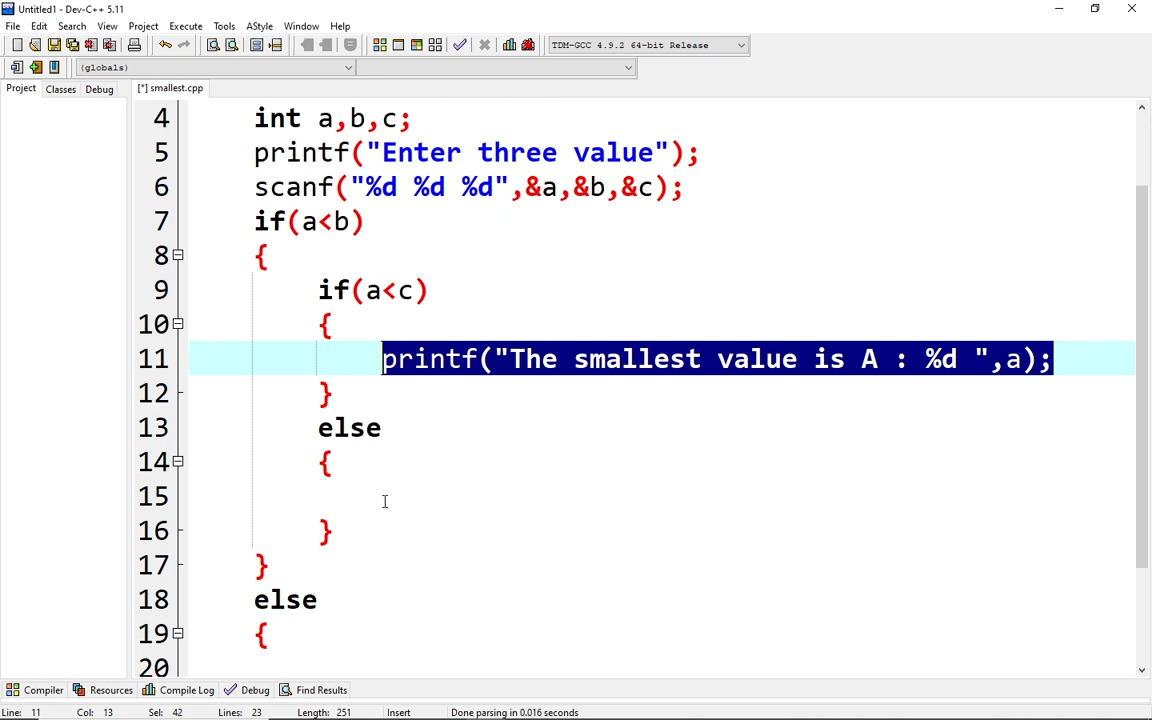 Untitled1 - Dev-C++ 5.11
File Edit Search View Project Execute Tools AStyle Window Help
TDM-GCC 4.9.2 64-bit Release
(globals)
Project Classes Debug [*] smallest.cpp
4 int a,b,c;
5 printf("Enter three value");
6 scanf("%d %d %d",&a,&b,&c);
7 if(a<b)
8 {
9 if(a<c)
10 {
11 printf("The smallest value is A : %d ",a);
12 }
13 else
14 {
15
16 }
17 }
18 else
19 {
20
Compiler Resources Compile Log Debug Find Results
Line: 11 Col: 13 Sel: 42 Lines: 23 Length: 251 Insert Done parsing in 0.016 seconds